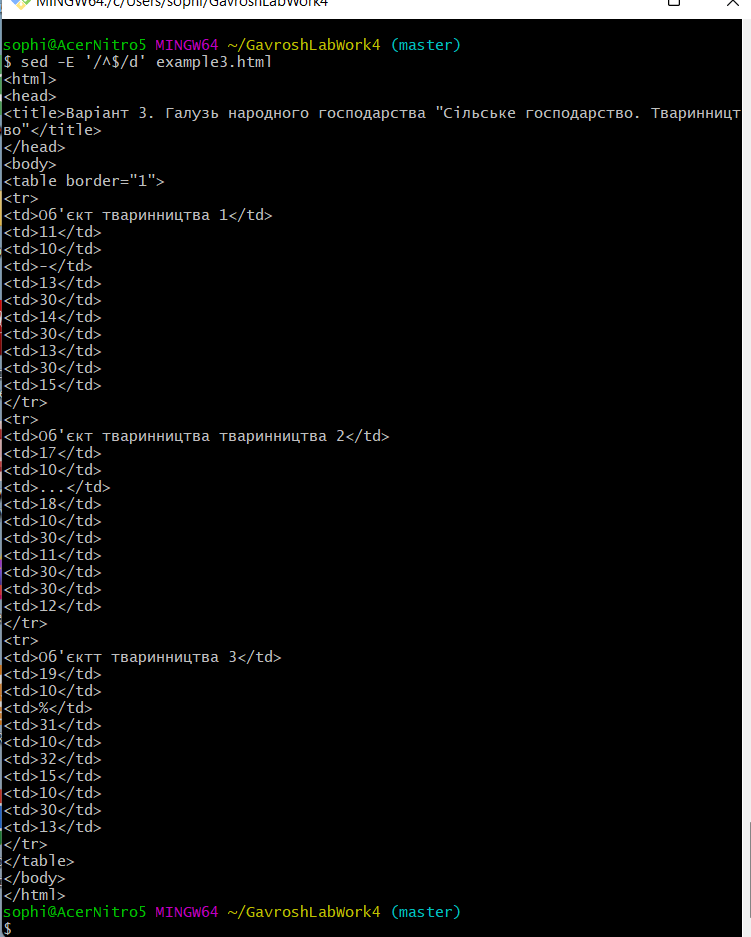 MINGW64:/c/Users/sophi/GavroshLabWork4
sophi@AcerNitro5 MINGW64 ~/GavroshLabWork4 (master)
$ sed -E '/^$/d' example3.html
<html>
<head>
<title>Варіант 3. Галузь народного господарства "Сільське господарство. Тваринницт
во"</title>
</head>
<body>
<table border="1">
<tr>
<td>Об'єкт тваринництва 1</td>
<td>11</td>
<td>10</td>
<td>-</td>
<td>13</td>
<td>30</td>
<td>14</td>
<td>30</td>
<td>13</td>
<td>30</td>
<td>15</td>
</tr>
<tr>
<td>Об'єкт тваринництва тваринництва 2</td>
<td>17</td>
<td>10</td>
<td>...</td>
<td>18</td>
<td>10</td>
<td>30</td>
<td>11</td>
<td>30</td>
<td>30</td>
<td>12</td>
</tr>
<tr>
<td>Об'єктт тваринництва 3</td>
<td>19</td>
<td>10</td>
<td>%</td>
<td>31</td>
<td>10</td>
<td>32</td>
<td>15</td>
<td>10</td>
<td>30</td>
<td>13</td>
</tr>
</table>
</body>
</html>
sophi@AcerNitro5 MINGW64 ~/GavroshLabWork4 (master)
$